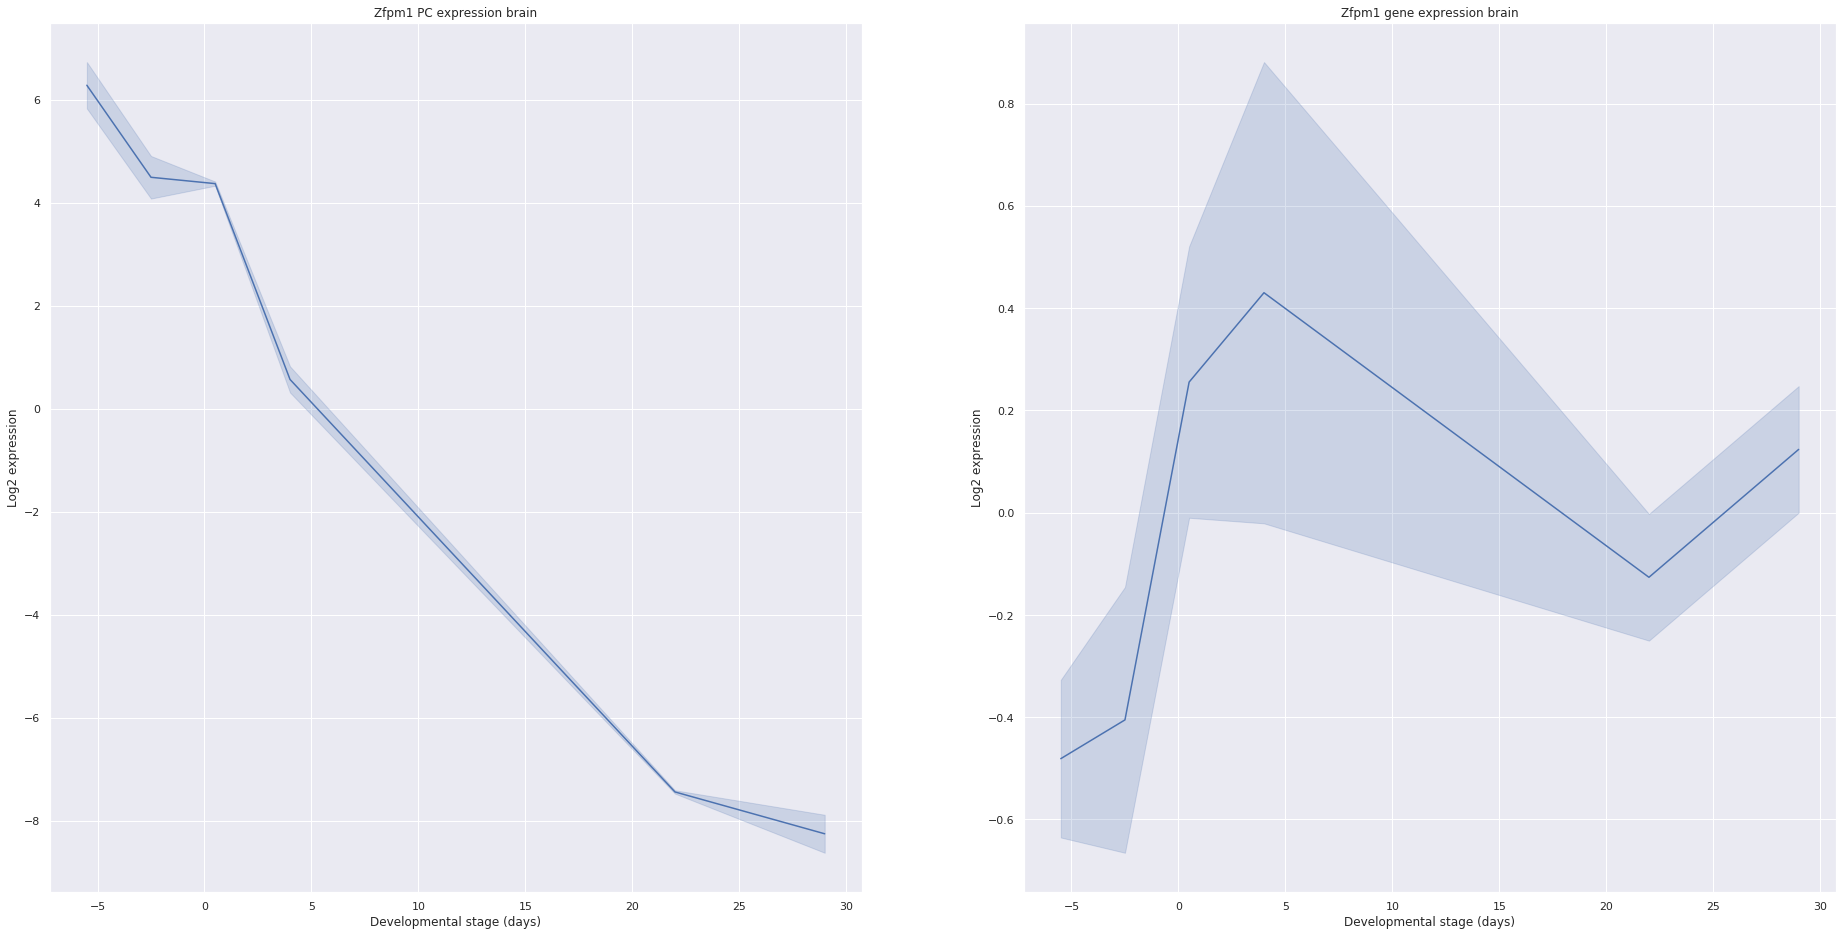 Zfpm1 PC expression brain
6
4
2
0
−2
−4
−6
−8
Log2 expression
−5 0 5 10 15 20 25 30
Developmental stage (days)
Zfpm1 gene expression brain
0.8
0.6
0.4
0.2
0.0
−0.2
−0.4
−0.6
Log2 expression
−5 0 5 10 15 20 25 30
Developmental stage (days)